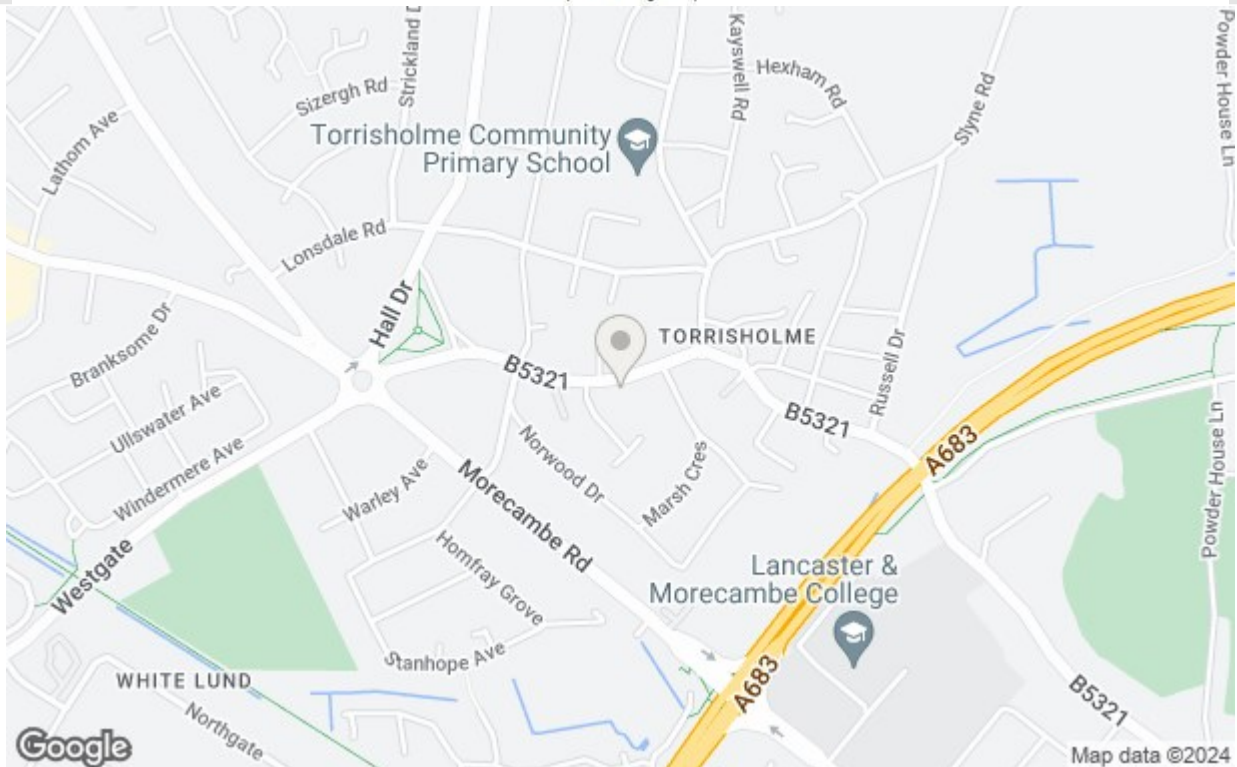 Kayswell Rd
Hexham Rd
Powder House Ln
Strickland D
Sizergh Rd
Slyne Rd
Lathom Ave
Torrisholme Community
Primary School
Lonsdale Rd
Hall Dr
Branksome Dr
TORRISHOLME
B5321
Russell Dr
Ullswater Ave
B5321
A683
Windermere Ave
Norwood Dr
Marsh Cres
Warley Ave
Morecambe Rd
Powder House Ln
Westgate
Homfray Grove
Lancaster &
Morecambe College
Stanhope Ave
WHITE LUND
A683
B5321
Northgate
Google
Map data ©2024